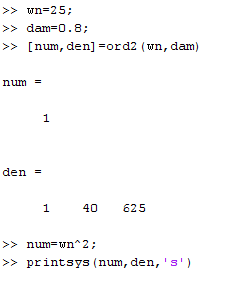 >> wn=25;
>> dam=0.8;
>> [num,den]=ord2(wn,dam)
num =
1
den =
1 40 625
>> num=wn^2;
>> printsys(num,den,'s')